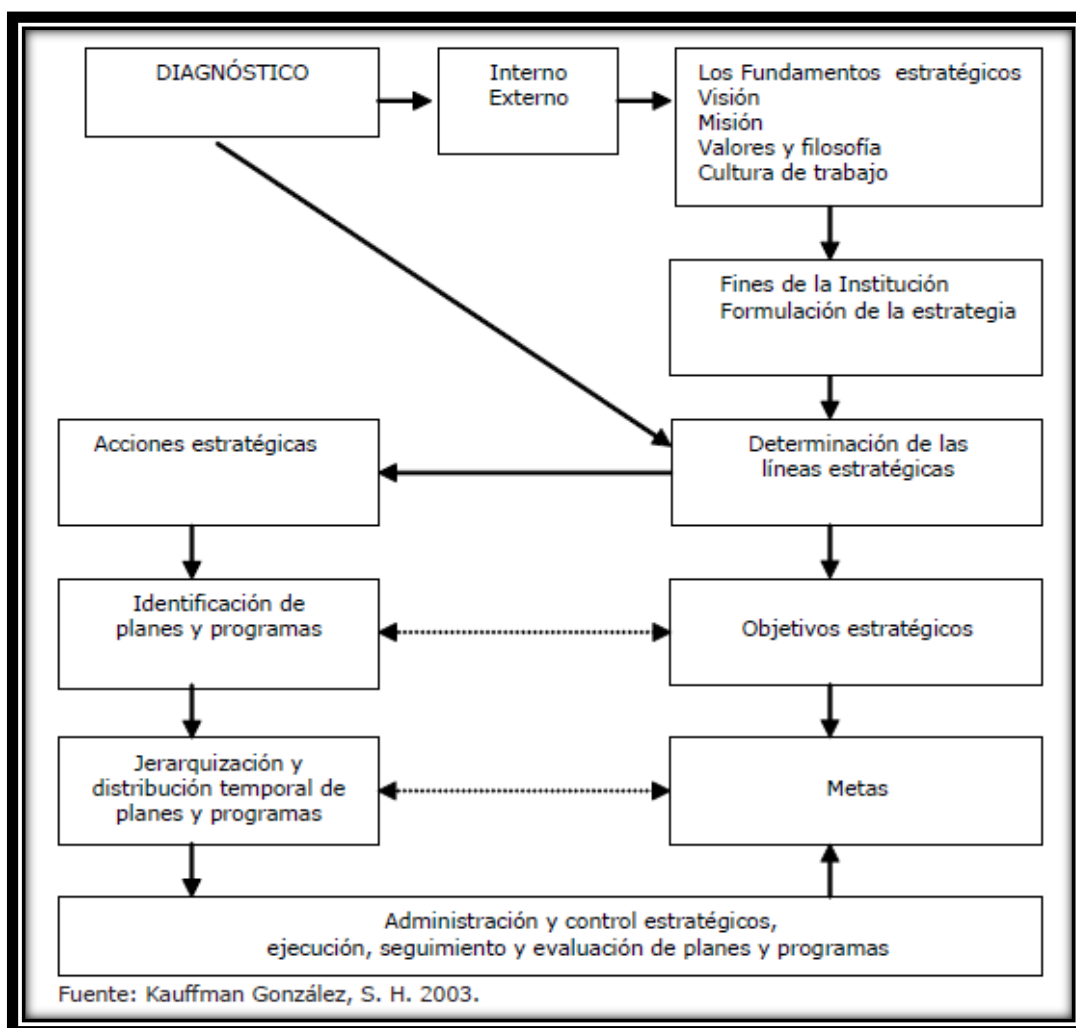 DIAGNÓSTICO
Interno
Externo
Los Fundamentos estratégicos
Visión
Misión
Valores y filosofía
Cultura de trabajo
Fines de la Institución
Formulación de la estrategia
Acciones estratégicas
Determinación de las
líneas estratégicas
Identificación de
planes y programas
Objetivos estratégicos
Jerarquización y
distribución temporal de
planes y programas
Metas
Administración y control estratégicos,
ejecución, seguimiento y evaluación de planes y programas
Fuente: Kauffman González, S. H. 2003.